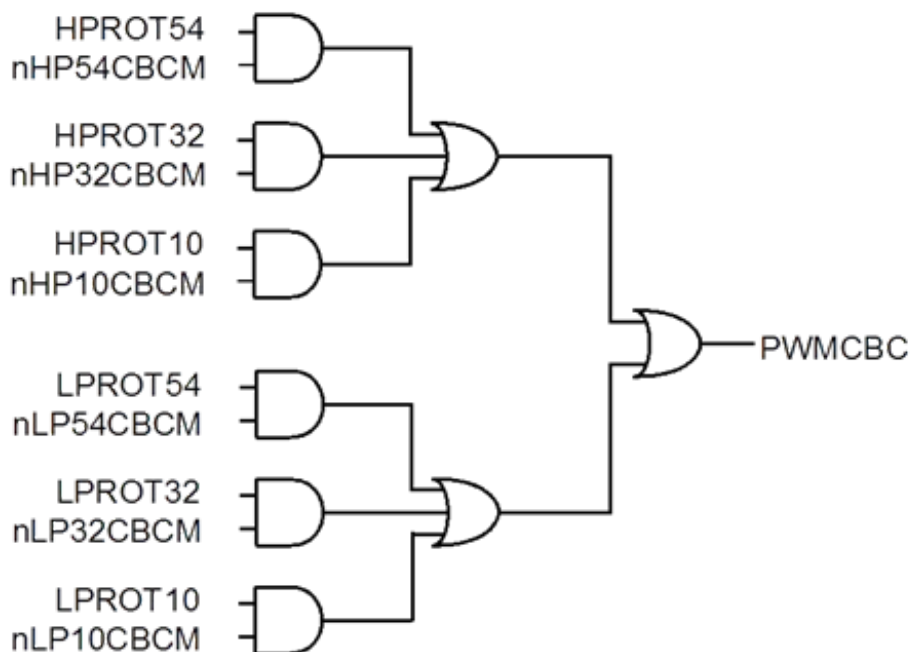 HPROT54
nHP54CBCM
HPROT32
nHP32CBCM
HPROT10
nHP10CBCM
PWMCBC
LPROT54
nLP54CBCM
LPROT32
nLP32CBCM
LPROT10
nLP10CBCM